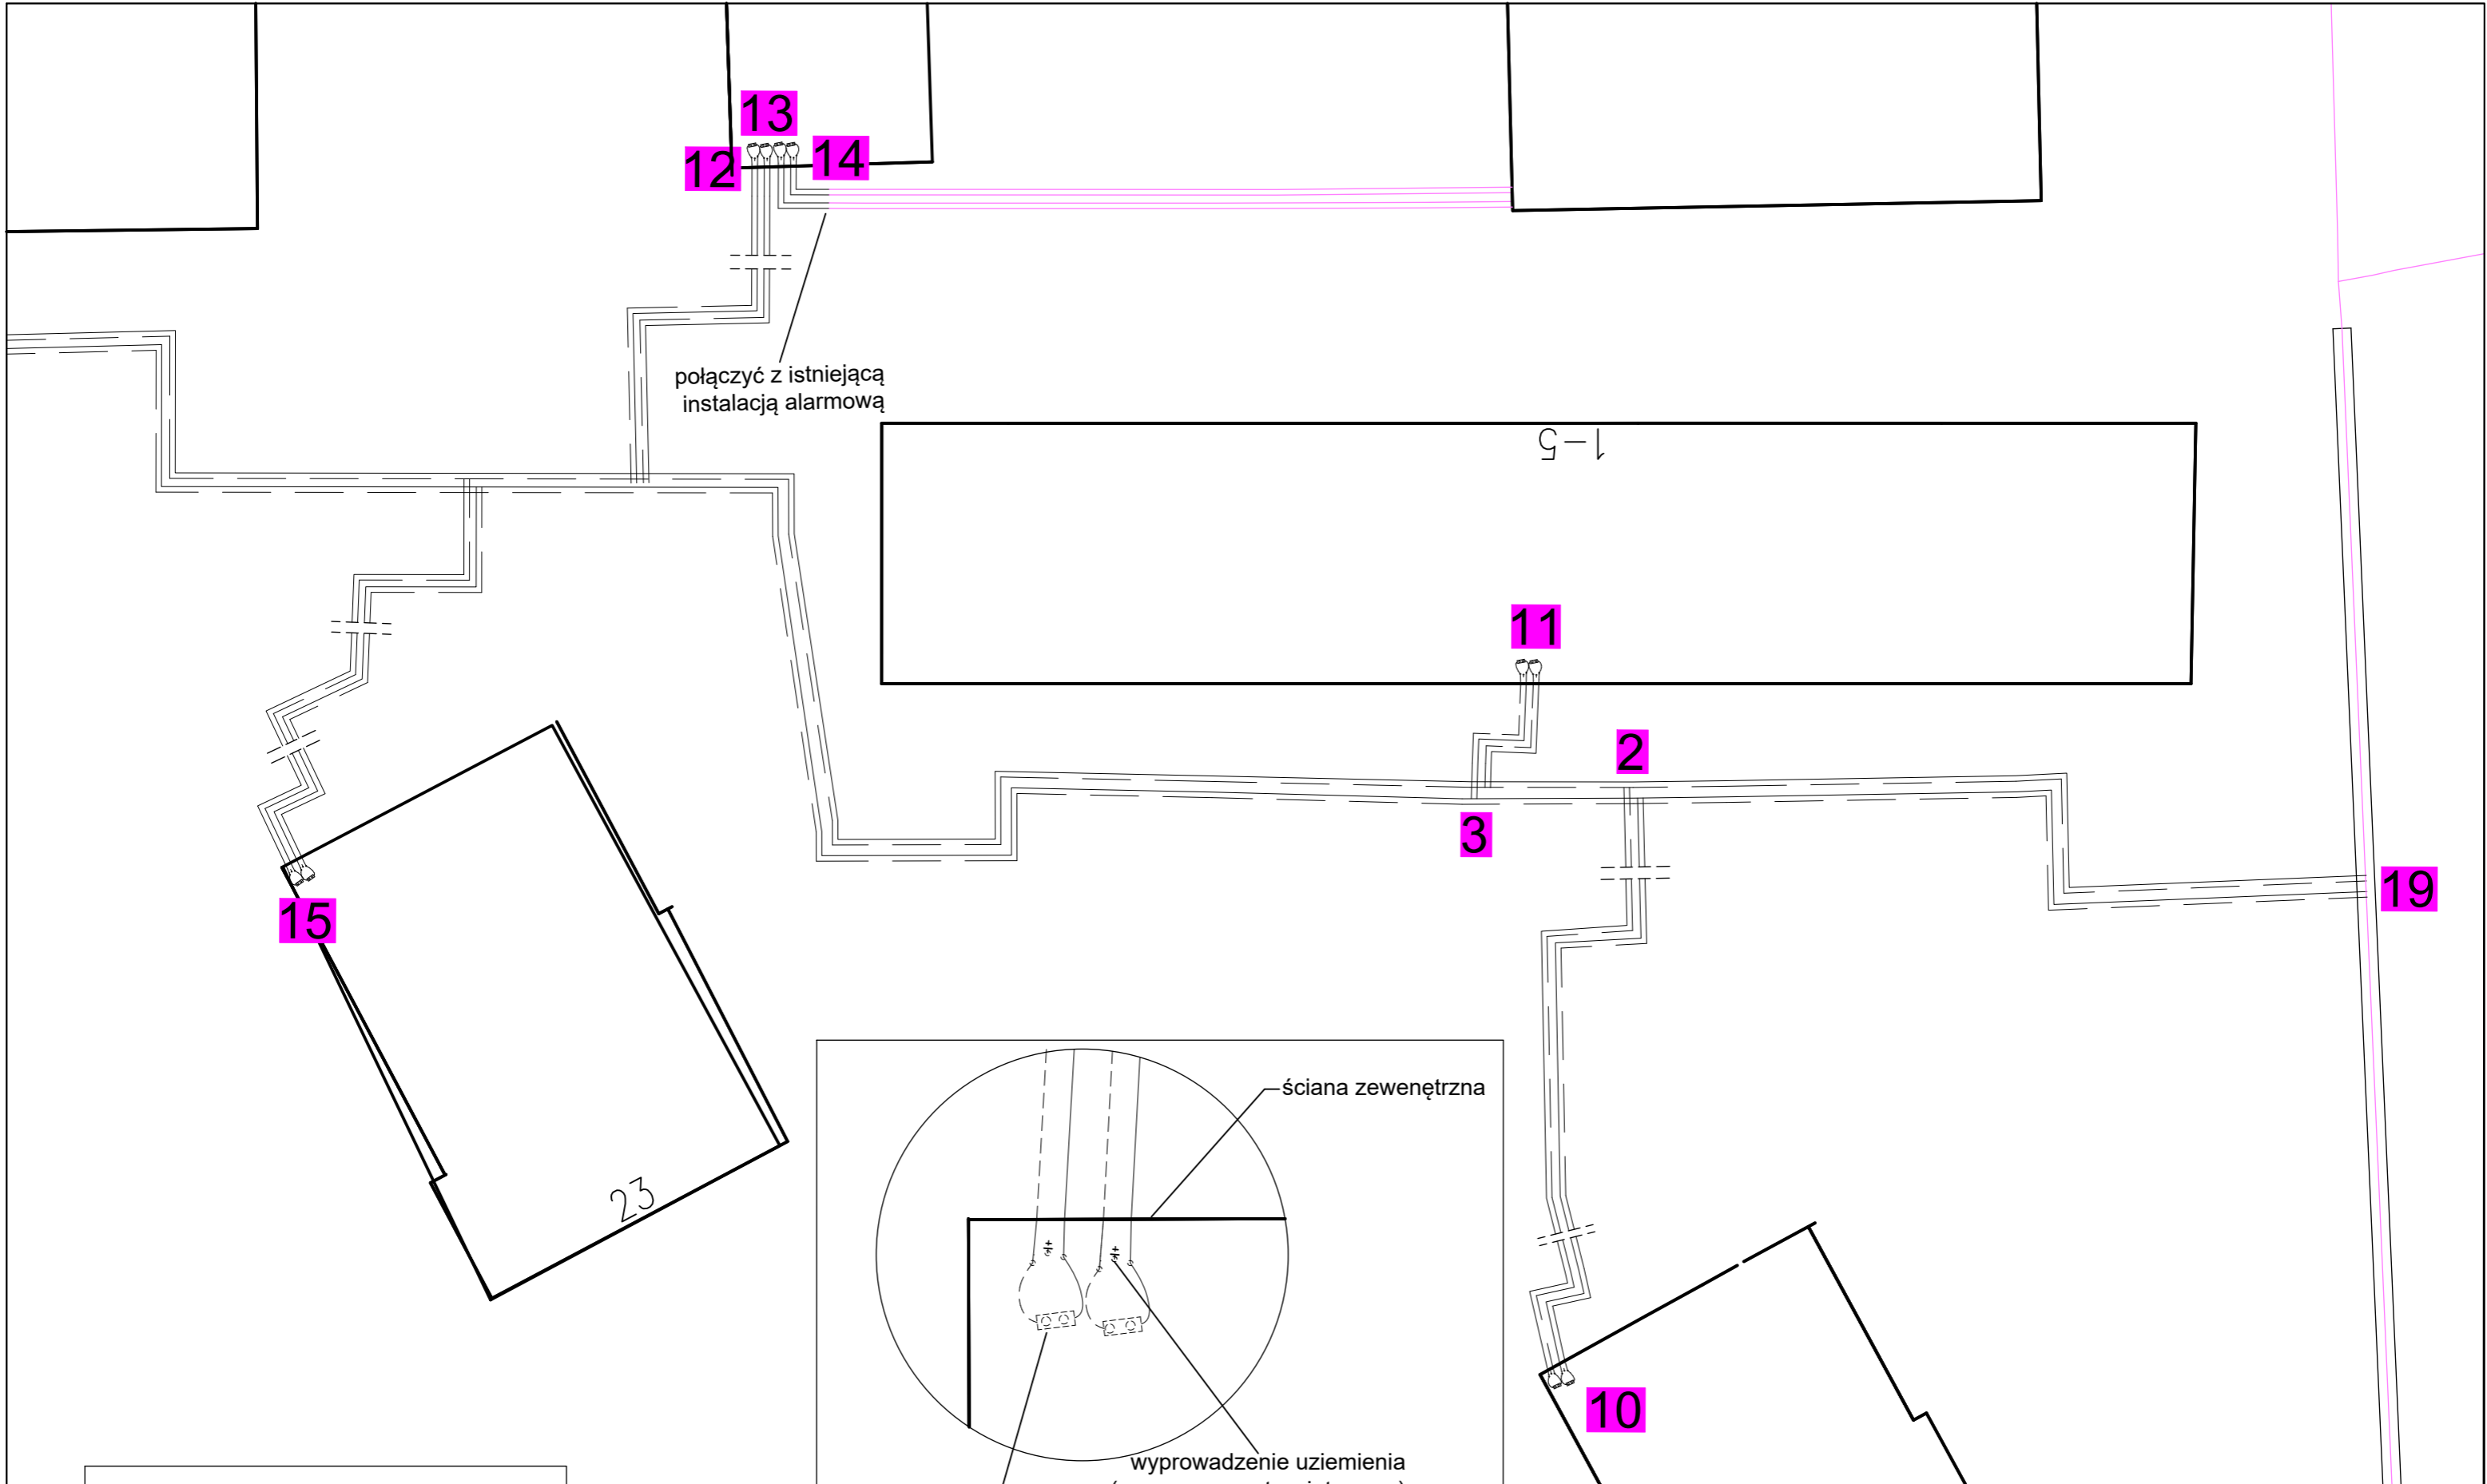 13
12
14
połączyć z istniejącą
instalacją alarmową
1-5
11
2
3
19
15
ściana zewenętrzna
23
10
wyprowadzenie uziemienia